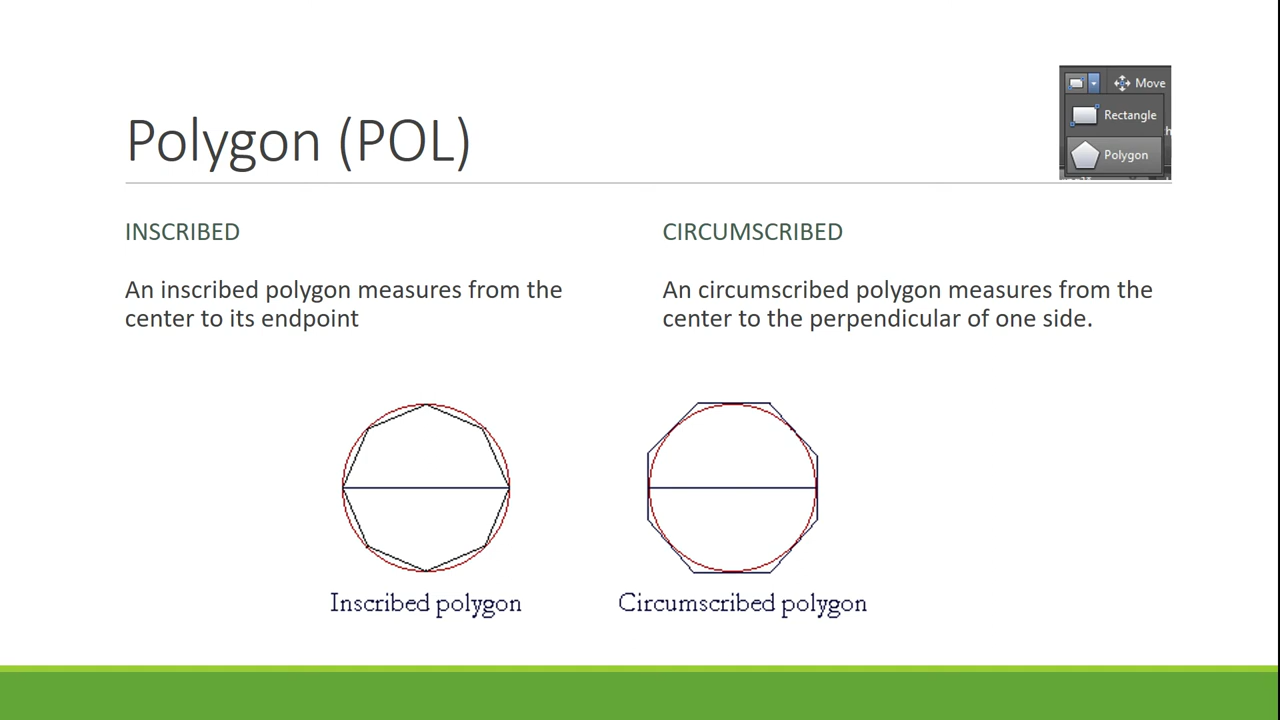 Move
Rectangle
Polygon
Polygon (POL)
INSCRIBED
An inscribed polygon measures from the
center to its endpoint
CIRCUMSCRIBED
An circumscribed polygon measures from the
center to the perpendicular of one side.
Inscribed polygon
Circumscribed polygon